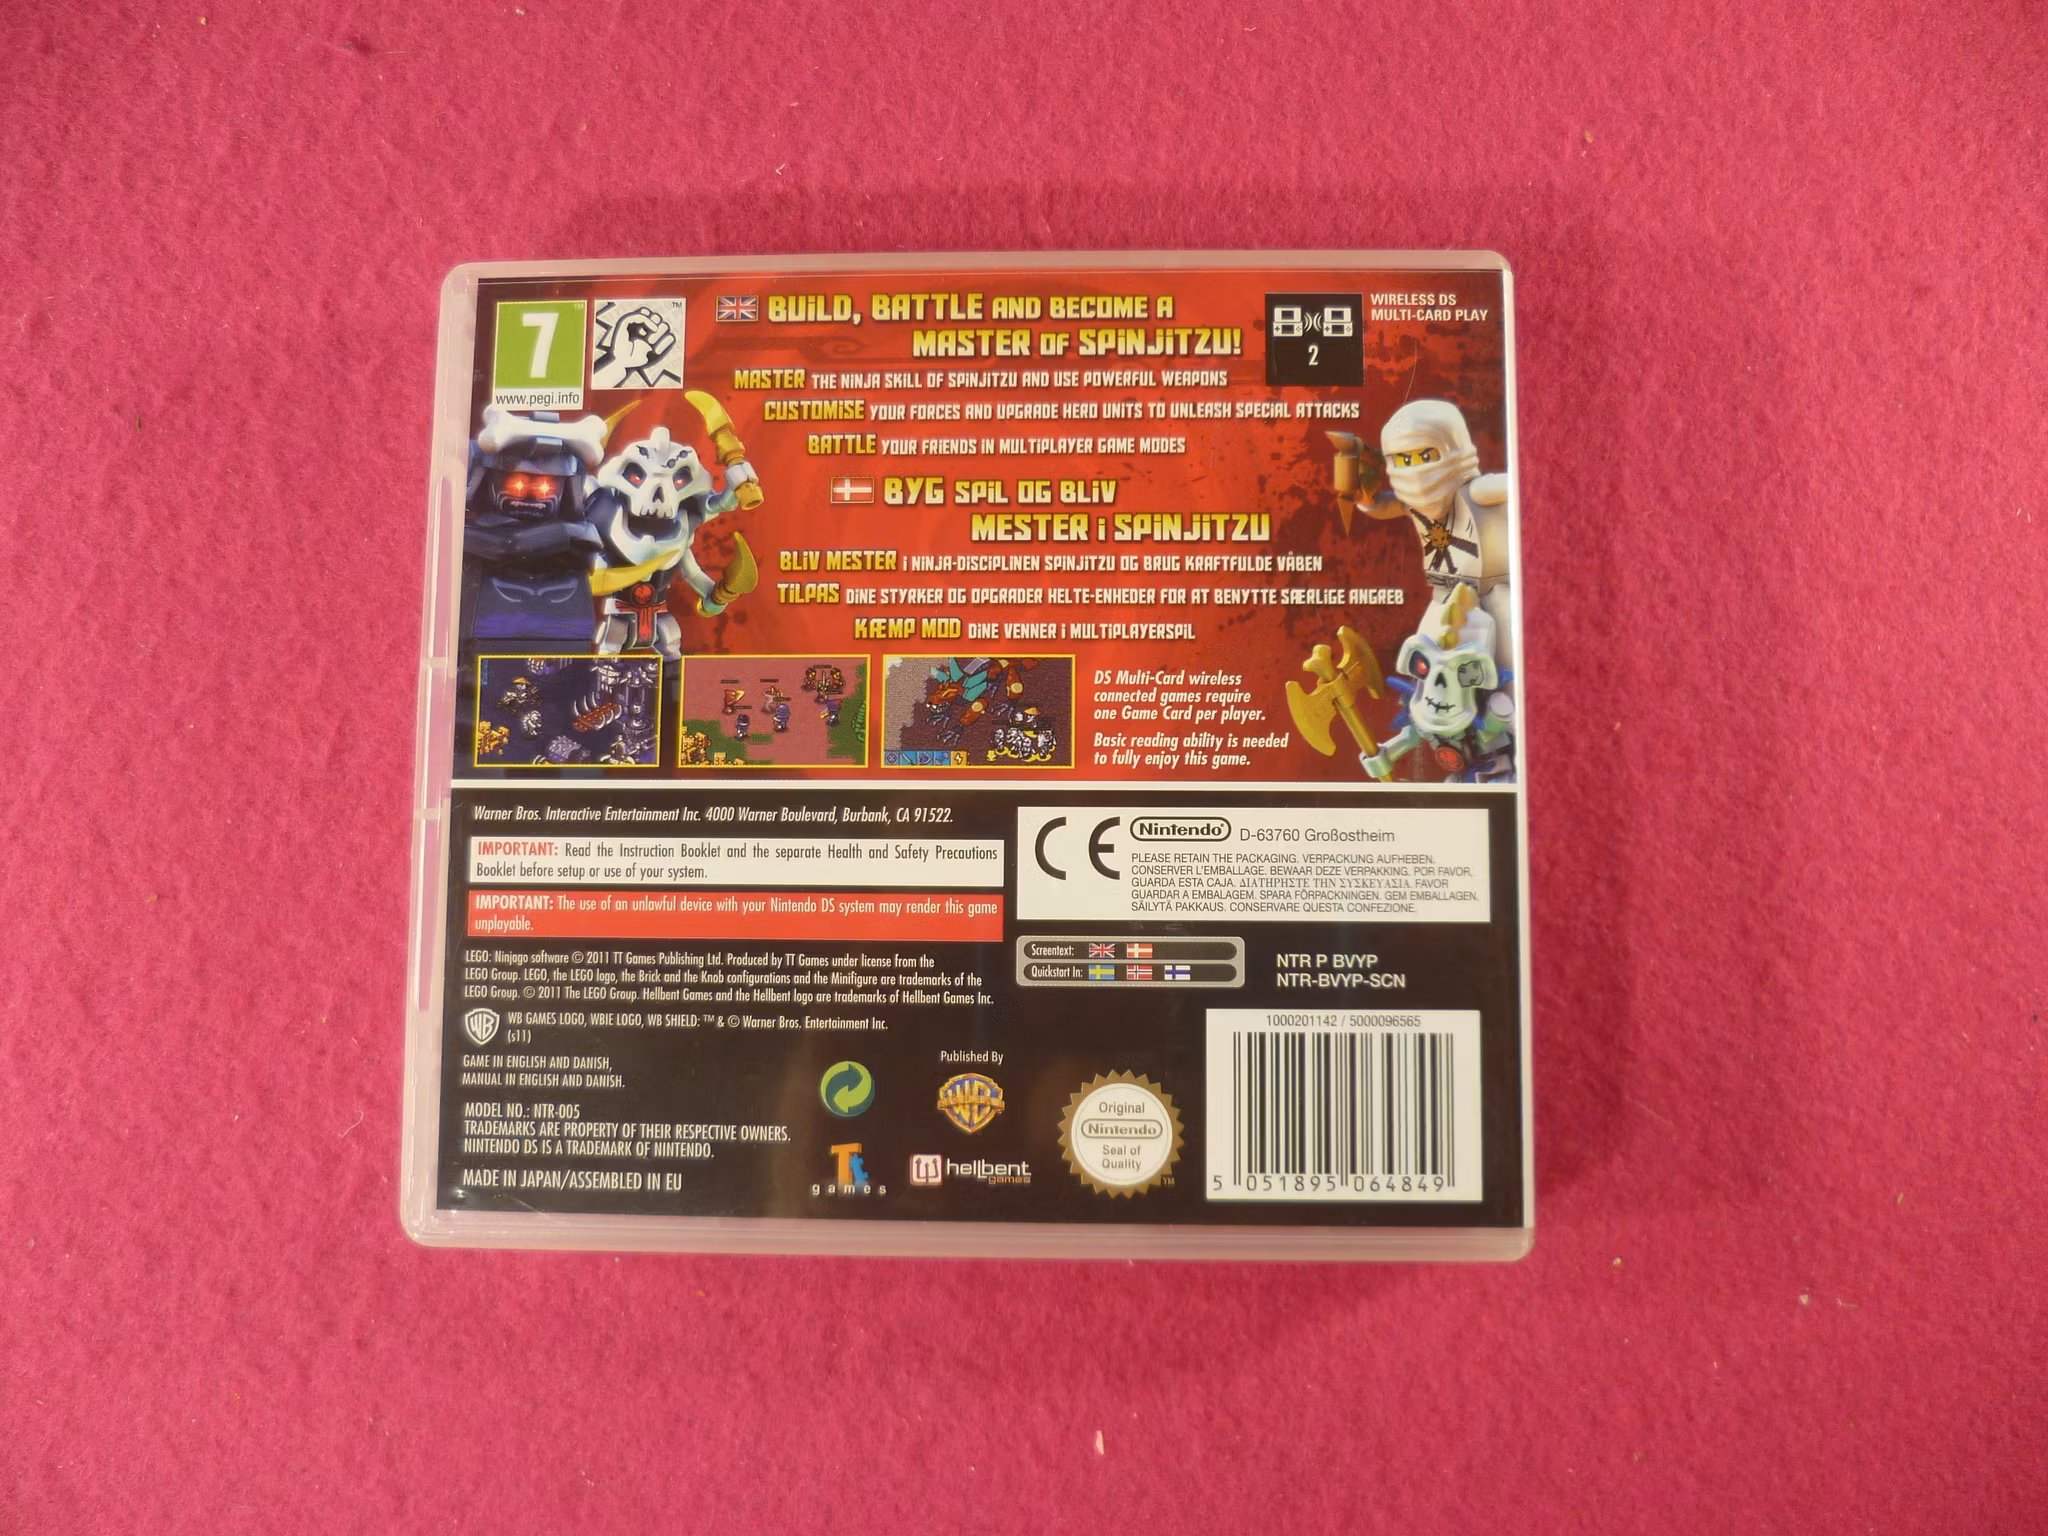 7
www.pegi.info
BUILD, BATTLE AND BECOME A
MASTER OF SPINJITZU!
WIRELESS DS
MULTI-CARD PLAY
2
MASTER THE NINJA SKILL OF SPINJITZU AND USE POWERFUL WEAPONS
CUSTOMISE YOUR FORCES AND UPGRADE HERO UNITS TO UNLEASH SPECIAL ATTACKS
BATTLE YOUR FRIENDS IN MULTIPLAYER GAME MODES
BYG SPIL OG BLIV
MESTER I SPINJITZU
BLIV MESTER I NINJA-DISCIPLINEN SPINJITZU OG BRUG KRAFTFULDE VÅBEN
TILPAS DINE STYRKER OG OPGRADER HELTE-ENHEDER FOR AT BENYTTE SÆRLIGE ANGREB
KÆMP MOD DINE VENNER I MULTIPLAYERSPIL
DS Multi-Card wireless
connected games require
one Game Card per player.
Basic reading ability is needed
to fully enjoy this game.
Warner Bros. Interactive Entertainment Inc. 4000 Warner Boulevard, Burbank, CA 91522.
IMPORTANT: Read the Instruction Booklet and the separate Health and Safety Precautions
Booklet before setup or use of your system.
IMPORTANT: The use of an unlawful device with your Nintendo DS system may render this game
unplayable.
CE Nintendo D-63760 Großostheim
PLEASE RETAIN THE PACKAGING. VERPACKUNG AUFHEBEN.
CONSERVER L'EMBALLAGE. BEWAAR DEZE VERPAKKING. POR FAVOR,
GUARDA ESTA CAJA. ΔΙΑΤΗΡΗΣΤΕ ΤΗΝ ΣΥΣΚΕΥΑΣΙΑ. FAVOR
GUARDAR A EMBALAGEM. SPARA FÖRPACKNINGEN. GEM EMBALLAGEN.
SÄILYTÄ PAKKAUS. CONSERVARE QUESTA CONFEZIONE.
Screentext:
Quickstart In:
NTR P BVYP
NTR-BVYP-SCN
LEGO: Ninjago software © 2011 TT Games Publishing Ltd. Produced by TT Games under license from the
LEGO Group. LEGO, the LEGO logo, the Brick and the Knob configurations and the Minifigure are trademarks of the
LEGO Group. © 2011 The LEGO Group. Hellbent Games and the Hellbent logo are trademarks of Hellbent Games Inc.
WB WB GAMES LOGO, WBIE LOGO, WB SHIELD: ™ & © Warner Bros. Entertainment Inc.
(s11)
GAME IN ENGLISH AND DANISH,
MANUAL IN ENGLISH AND DANISH.
MODEL NO.: NTR-005
TRADEMARKS ARE PROPERTY OF THEIR RESPECTIVE OWNERS.
NINTENDO DS IS A TRADEMARK OF NINTENDO.
MADE IN JAPAN/ASSEMBLED IN EU
Published By
WB
TT
games
hellbent
games
Original
Nintendo
Seal of
Quality
TM
1000201142 / 5000096565
5 051895 064849